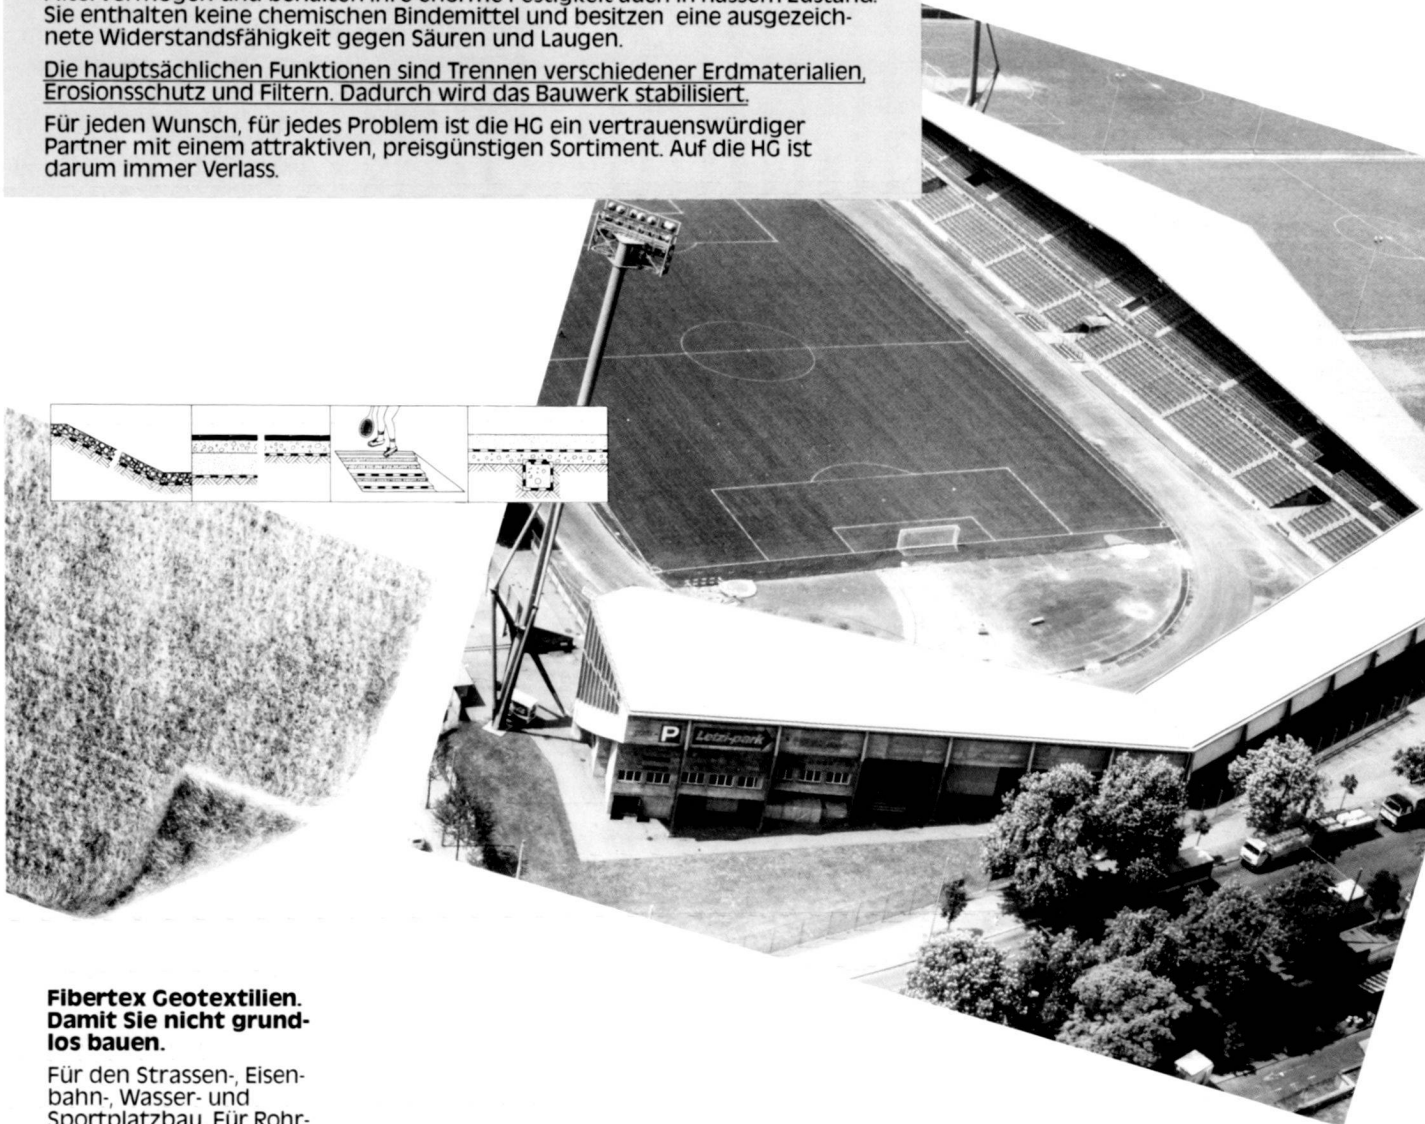 Sie enthalten keine chemischen Bindemittel und besitzen eine ausgezeich-
nete Widerstandsfähigkeit gegen Säuren und Laugen.
Die hauptsächlichen Funktionen sind Trennen verschiedener Erdmaterialien,
Erosionsschutz und Filtern. Dadurch wird das Bauwerk stabilisiert.
Für jeden Wunsch, für jedes Problem ist die HG ein vertrauenswürdiger
Partner mit einem attraktiven, preisgünstigen Sortiment. Auf die HG ist
darum immer Verlass.
P Letzi-park
Fibertex Geotextilien.
Damit Sie nicht grund-
los bauen.
Für den Strassen-, Eisen-
bahn-, Wasser- und
Sportplatzbau. Für Rohr-